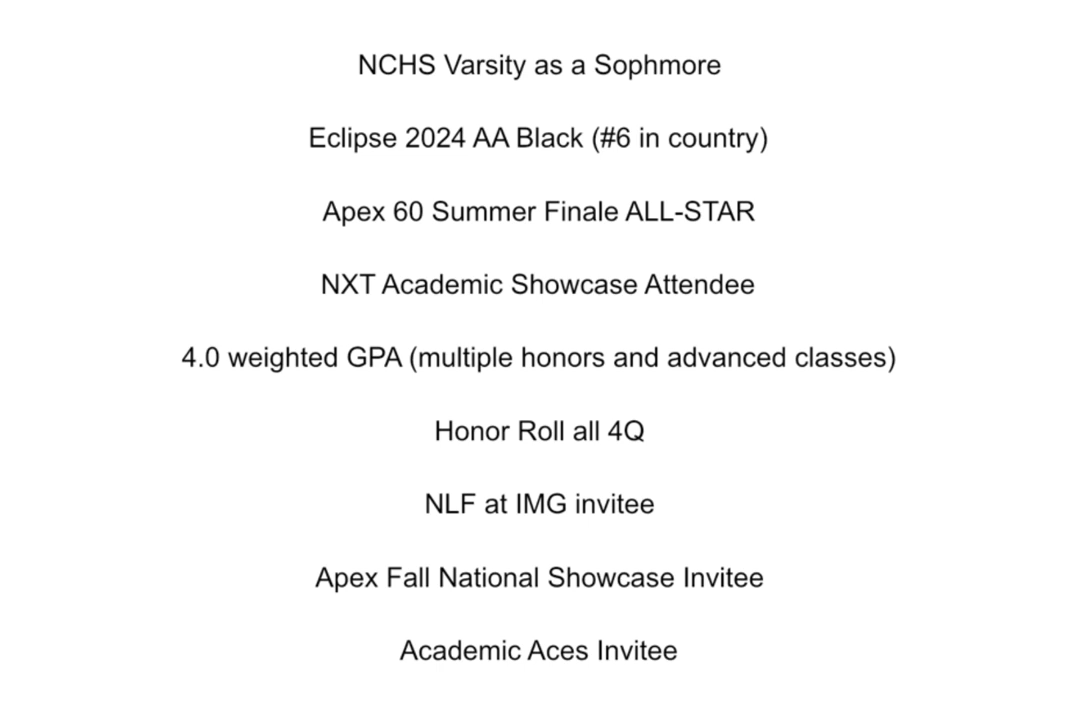 NCHS Varsity as a Sophmore
Eclipse 2024 AA Black (#6 in country)
Apex 60 Summer Finale ALL-STAR
NXT Academic Showcase Attendee
4.0 weighted GPA (multiple honors and advanced classes)
Honor Roll all 4Q
NLF at IMG invitee
Apex Fall National Showcase Invitee
Academic Aces Invitee